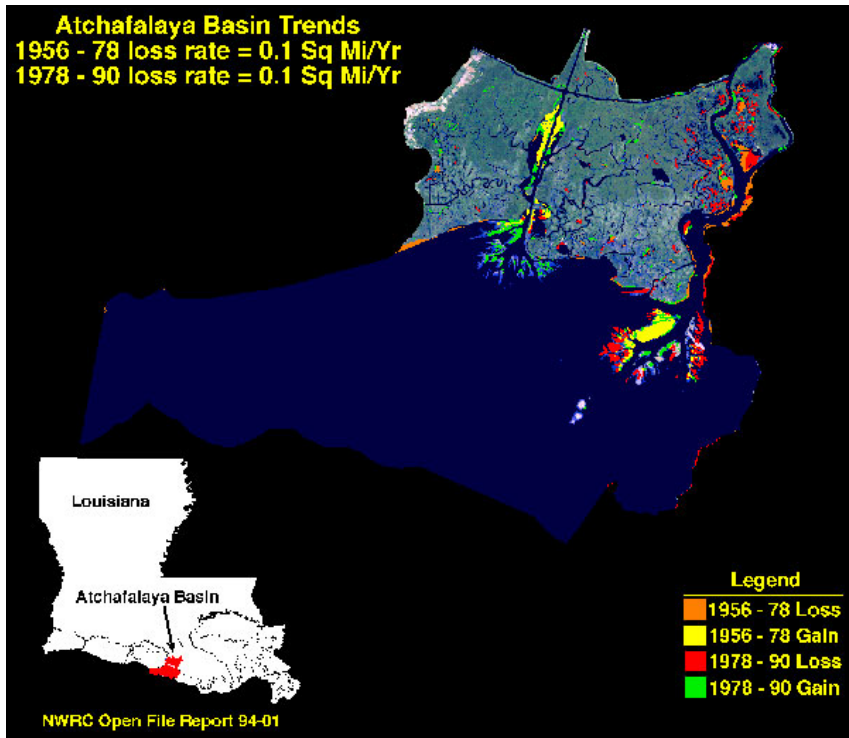 Atchafalaya Basin Trends
1956 - 78 loss rate = 0.1 Sq Mi/Yr
1978 - 90 loss rate = 0.1 Sq Mi/Yr
Louisiana
Atchafalaya Basin
NWRC Open File Report 94-01
Legend
1956 - 78 Loss
1956 - 78 Gain
1978 - 90 Loss
1978 - 90 Gain